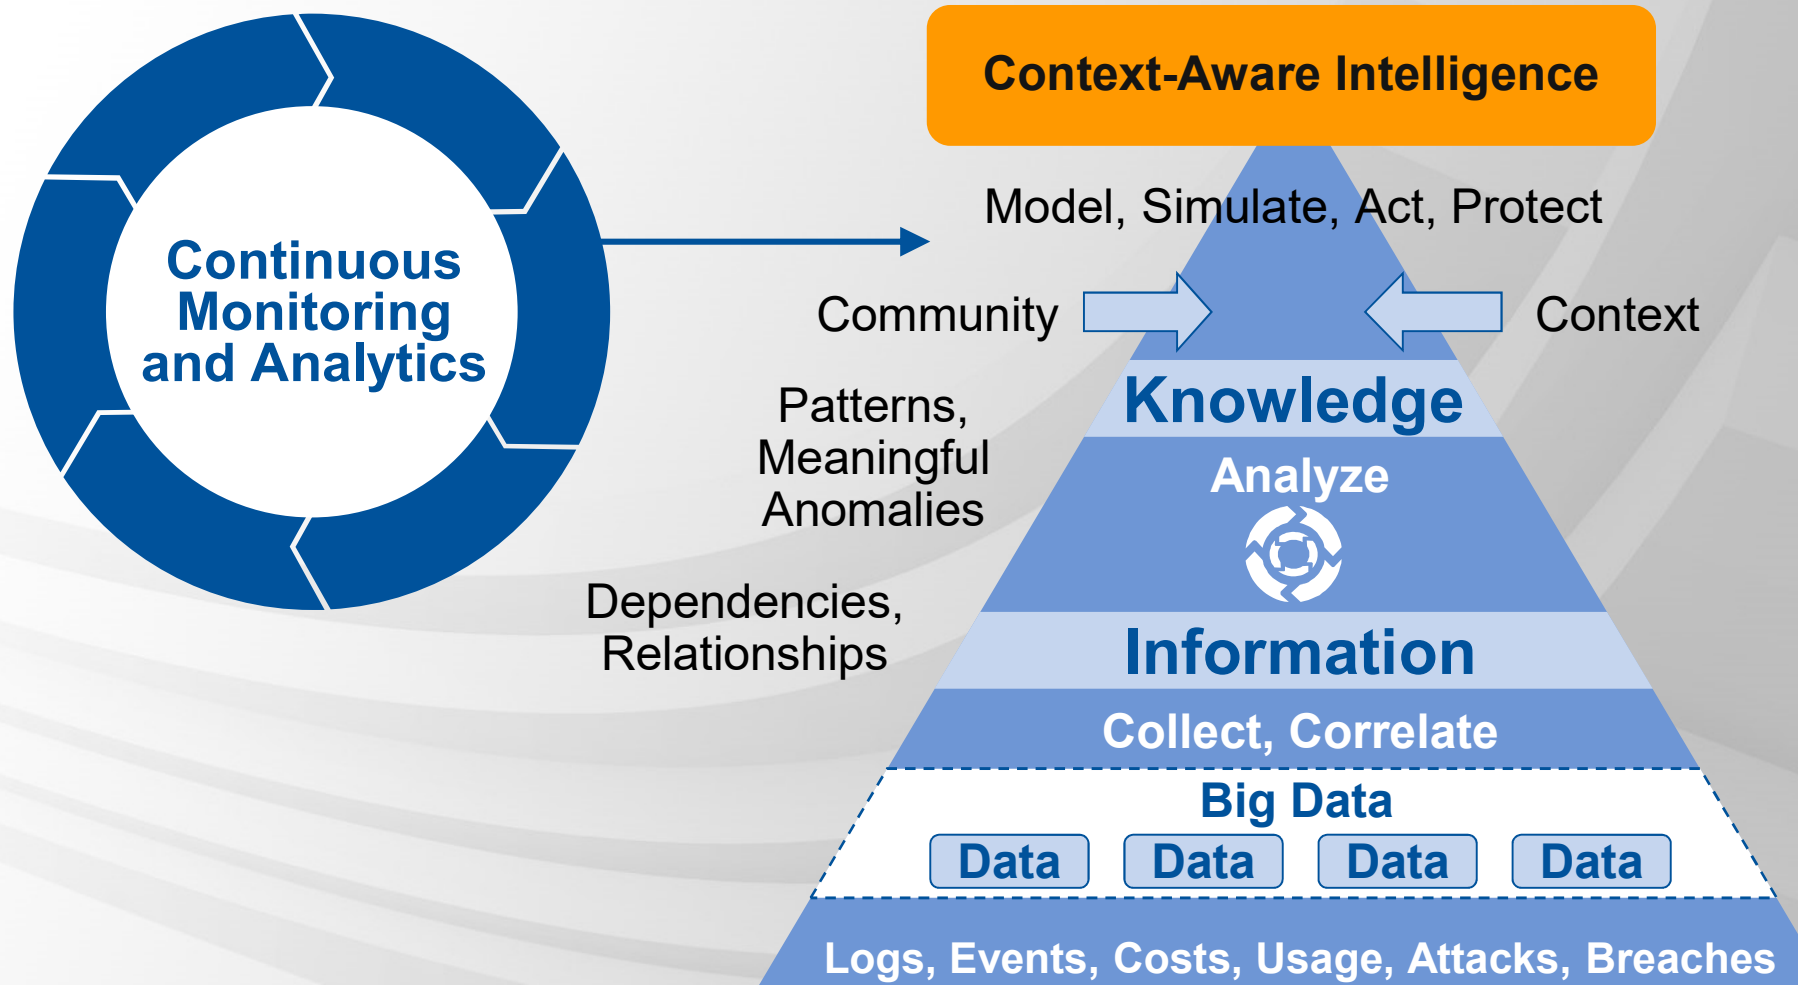 Continuous
Monitoring
and Analytics
Context-Aware Intelligence
Model, Simulate, Act, Protect
Community
Context
Patterns,
Meaningful
Anomalies
Knowledge
Analyze
Dependencies,
Relationships
Information
Collect, Correlate
Big Data
Data Data Data Data
Logs, Events, Costs, Usage, Attacks, Breaches